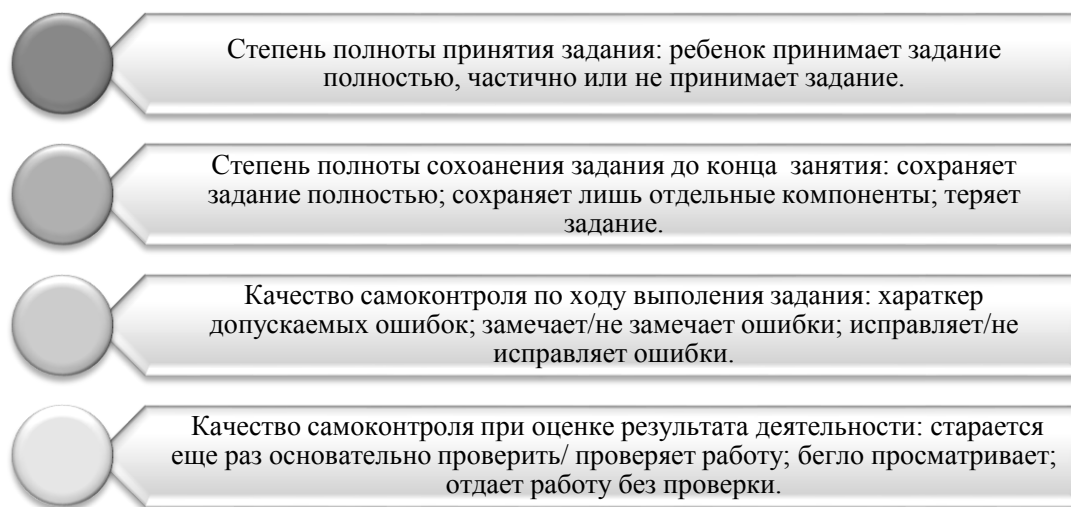 Степень полноты принятия задания: ребенок принимает задание
полностью, частично или не принимает задание.
Степень полноты сохоанения задания до конца занятия: сохраняет
задание полностью; сохраняет лишь отдельные компоненты; теряет
задание.
Качество самоконтроля по ходу выполения задания: хараткер
допускаемых ошибок; замечает/не замечает ошибки; исправляет/не
исправляет ошибки.
Качество самоконтроля при оценке результата деятельности: старается
еще раз основательно проверить/ проверяет работу; бегло просматривает;
отдает работу без проверки.